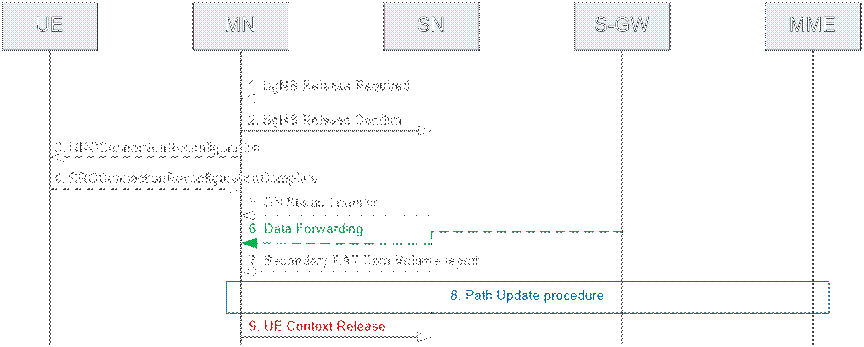 UE MN SN S-GW MME
1. SgNB Release Required
2. SgNB Release Confirm
3. RRCConnectionReconfiguration
4. RRCConnectionReconfigurationComplete
5. SN Status Transfer
6. Data Forwarding
7. Secondary RAT Data Volume report
8. Path Update procedure
9. UE Context Release